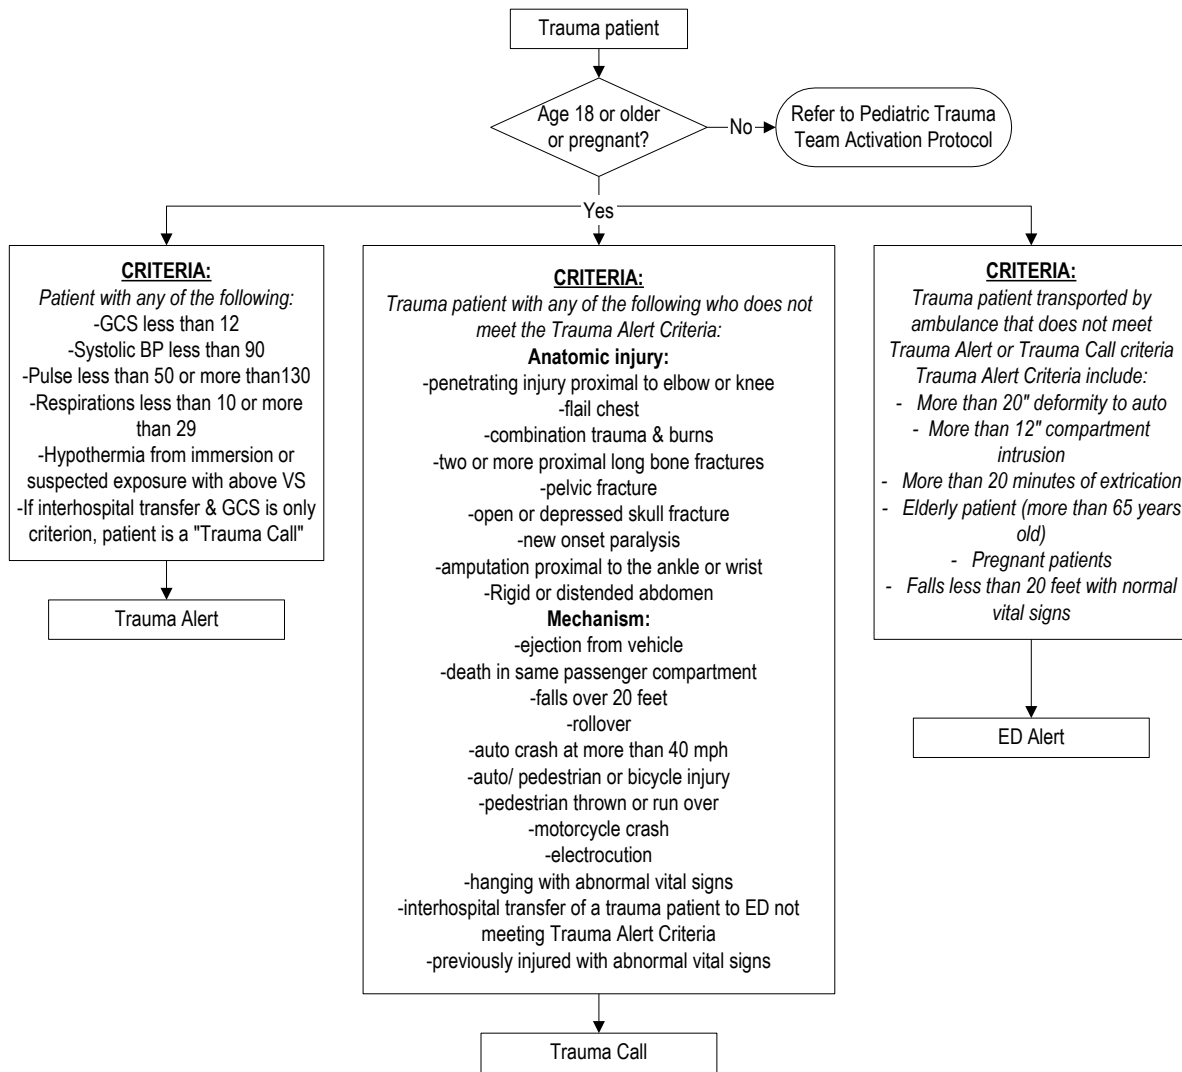 Trauma patient
Age 18 or older
or pregnant?
No
Refer to Pediatric Trauma
Team Activation Protocol
Yes
CRITERIA:
Patient with any of the following:
-GCS less than 12
-Systolic BP less than 90
-Pulse less than 50 or more than130
-Respirations less than 10 or more
than 29
-Hypothermia from immersion or
suspected exposure with above VS
-If interhospital transfer & GCS is only
criterion, patient is a "Trauma Call"
Trauma Alert
CRITERIA:
Trauma patient with any of the following who does not
meet the Trauma Alert Criteria:
Anatomic injury:
-penetrating injury proximal to elbow or knee
-flail chest
-combination trauma & burns
-two or more proximal long bone fractures
-pelvic fracture
-open or depressed skull fracture
-new onset paralysis
-amputation proximal to the ankle or wrist
-Rigid or distended abdomen
Mechanism:
-ejection from vehicle
-death in same passenger compartment
-falls over 20 feet
-rollover
-auto crash at more than 40 mph
-auto/ pedestrian or bicycle injury
-pedestrian thrown or run over
-motorcycle crash
-electrocution
-hanging with abnormal vital signs
-interhospital transfer of a trauma patient to ED not
meeting Trauma Alert Criteria
-previously injured with abnormal vital signs
Trauma Call
CRITERIA:
Trauma patient transported by
ambulance that does not meet
Trauma Alert or Trauma Call criteria
Trauma Alert Criteria include:
- More than 20" deformity to auto
- More than 12" compartment
intrusion
- More than 20 minutes of extrication
- Elderly patient (more than 65 years
old)
- Pregnant patients
- Falls less than 20 feet with normal
vital signs
ED Alert